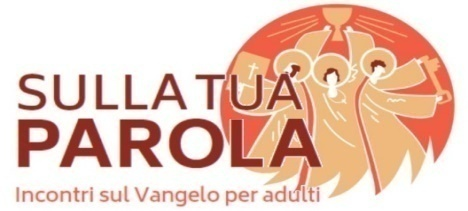 SULLA TUA
PAROLA
Incontri sul Vangelo per adulti